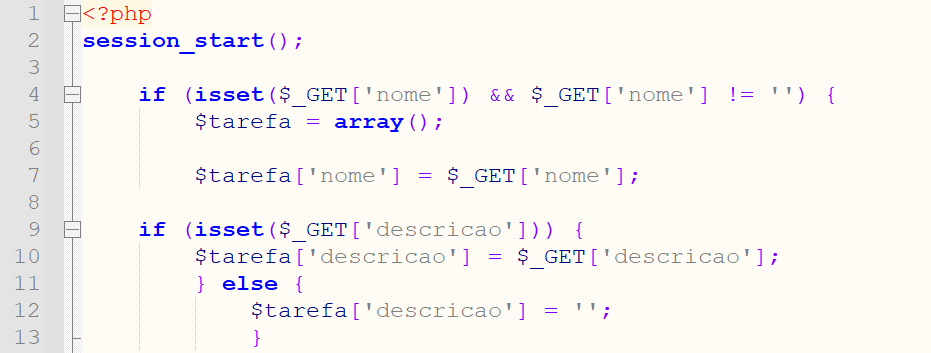 1 <?php
2 session_start();
3
4 if (isset($_GET['nome']) && $_GET['nome'] != '') {
5 $tarefa = array();
6
7 $tarefa['nome'] = $_GET['nome'];
8
9 if (isset($_GET['descricao'])) {
10 $tarefa['descricao'] = $_GET['descricao'];
11 } else {
12 $tarefa['descricao'] = '';
13 }